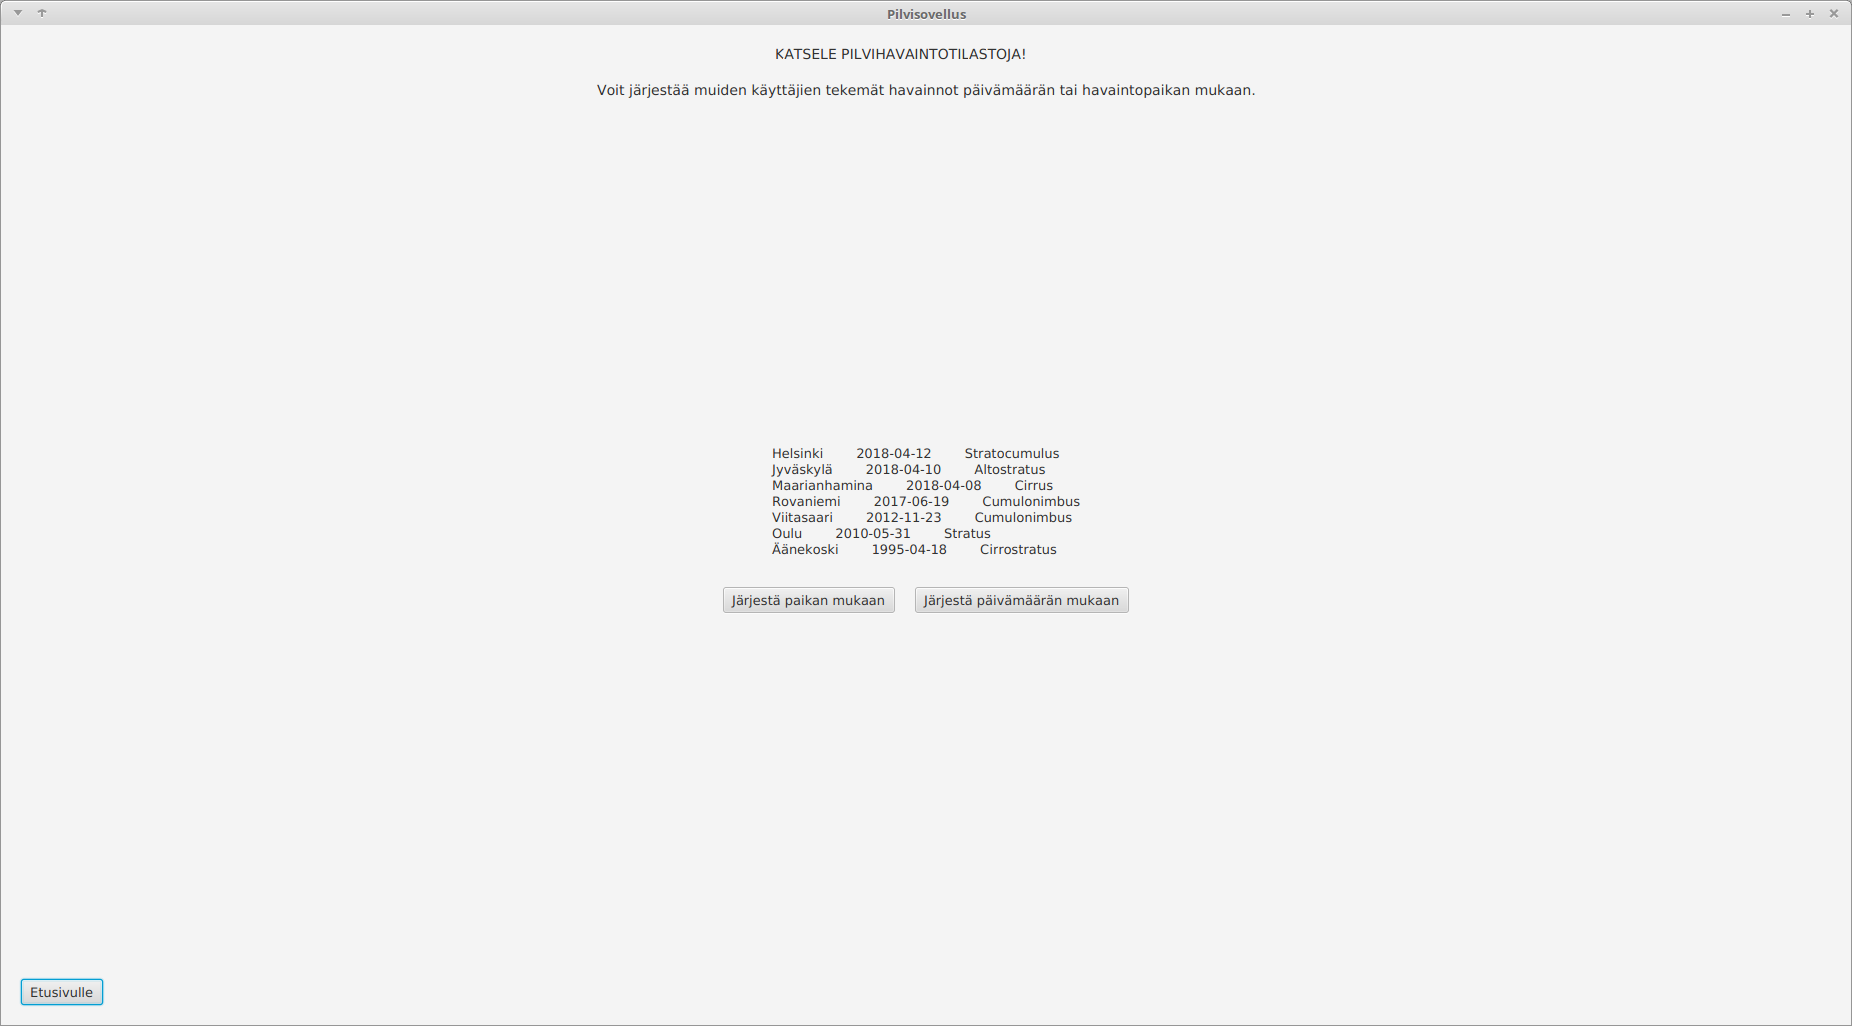 Pilvisovellus
KATSELE PILVIHAVAINTOTILASTOJA!
Voit järjestää muiden käyttäjien tekemät havainnot päivämäärän tai havaintopaikan mukaan.
Helsinki 2018-04-12 Stratocumulus
Jyväskylä 2018-04-10 Altostratus
Maarianhamina 2018-04-08 Cirrus
Rovaniemi 2017-06-19 Cumulonimbus
Viitasaari 2012-11-23 Cumulonimbus
Oulu 2010-05-31 Stratus
Äänekoski 1995-04-18 Cirrostratus
Järjestä paikan mukaan Järjestä päivämäärän mukaan
Etusivulle